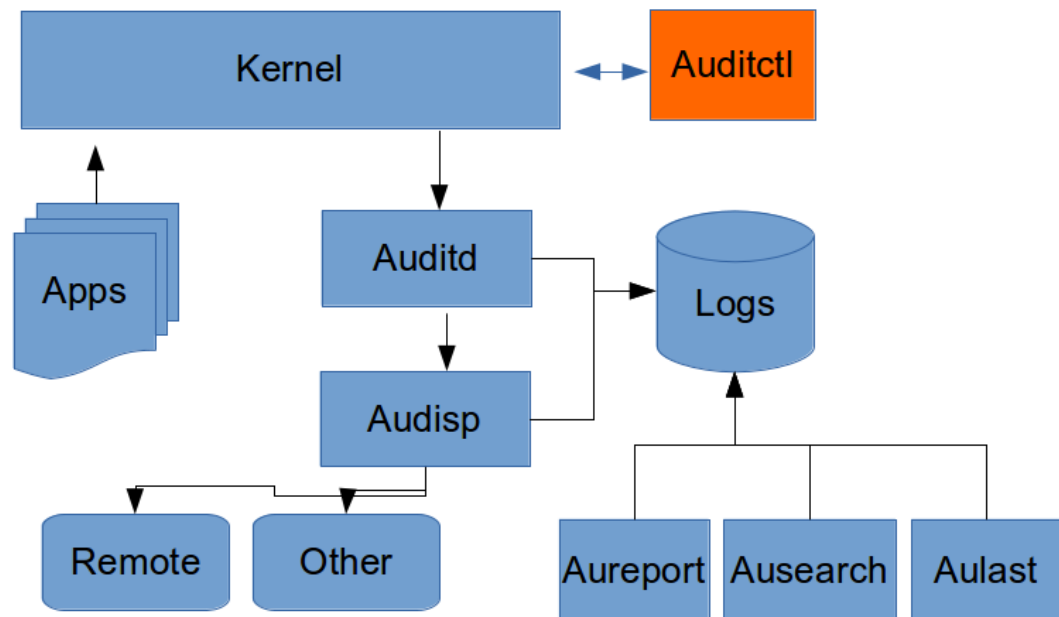 Kernel
Auditctl
Apps
Auditd
Logs
Audisp
Remote
Other
Aureport
Ausearch
Aulast